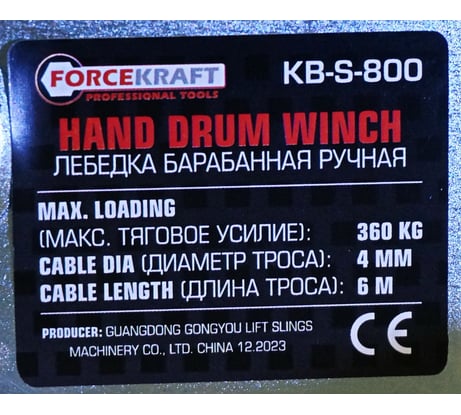 FORCEKRAFT
PROFESSIONAL TOOLS
KB-S-800
HAND DRUM WINCH
ЛЕБЕДКА БАРАБАННАЯ РУЧНАЯ
MAX. LOADING
(МАКС. ТЯГОВОЕ УСИЛИЕ): 360 KG
CABLE DIA (ДИАМЕТР ТРОСА): 4 MM
CABLE LENGTH (ДЛИНА ТРОСА): 6 M
PRODUCER: GUANGDONG GONGYOU LIFT SLINGS
MACHINERY CO., LTD. CHINA 12.2023
CE